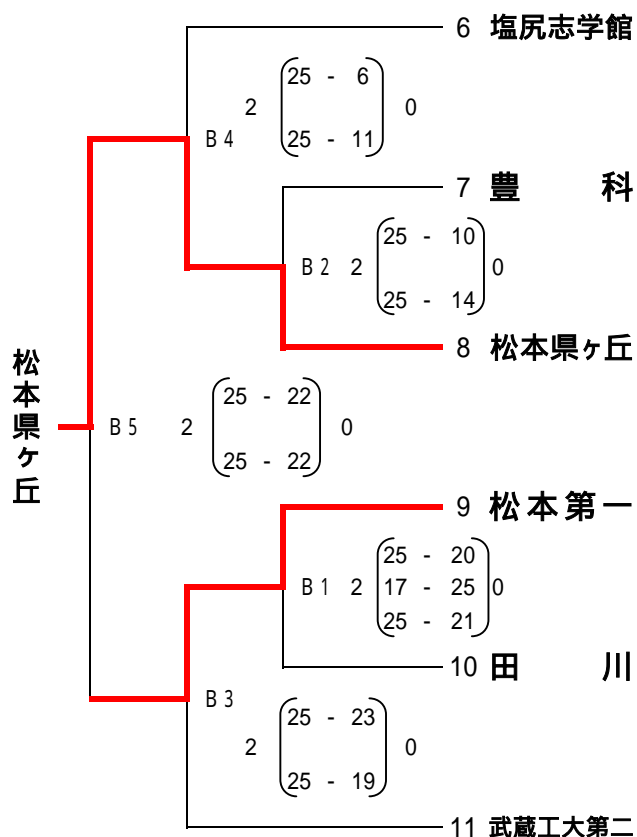 6 塩尻志学館
25 - 6
2 0
B4
25 - 11
7 豊 科
25 - 10
B2 2 0
25 - 14
8 松本県ヶ丘
松本県ヶ丘
25 - 22
B5 2 0
25 - 22
9 松本第一
25 - 20
B1 2 17 - 25 0
25 - 21
10 田 川
B3
25 - 23
2 0
25 - 19
11 武蔵工大第二